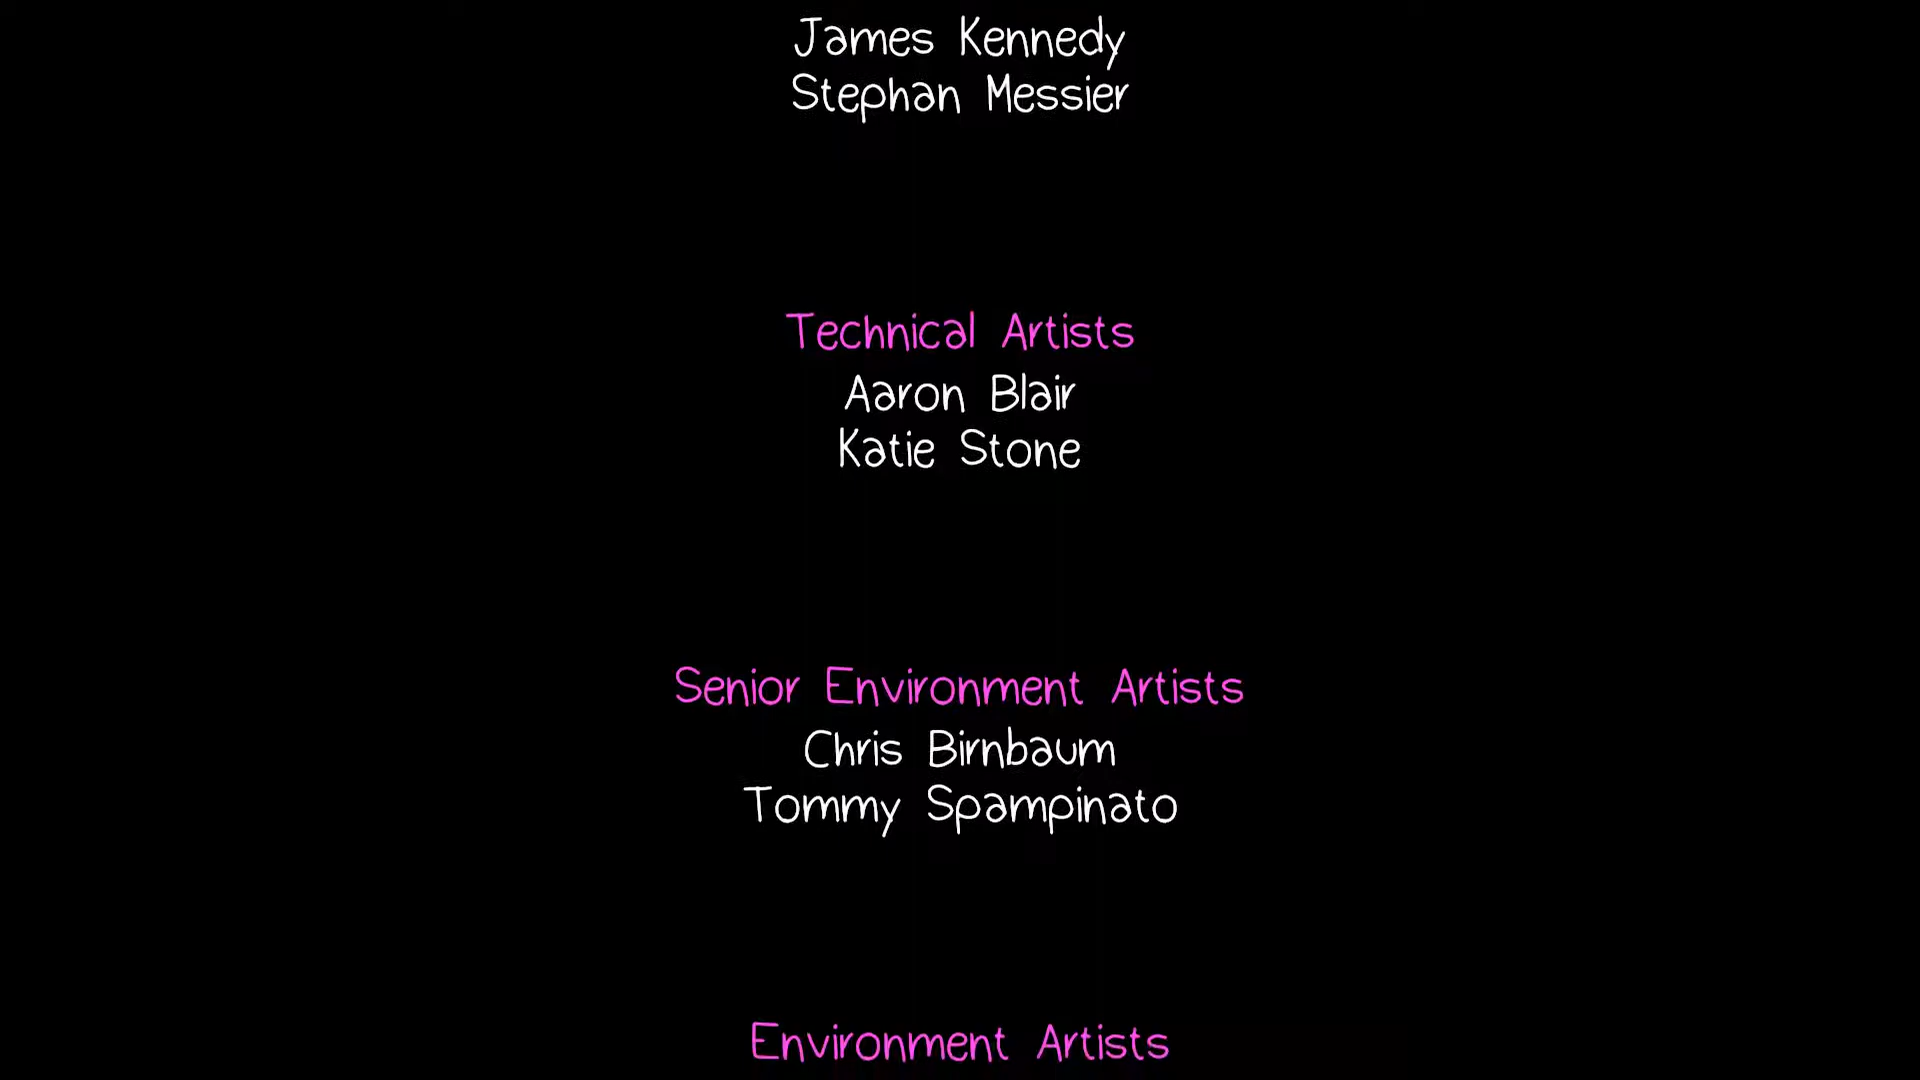 James Kennedy
Stephan Messier
Technical Artists
Aaron Blair
Katie Stone
Senior Environment Artists
Chris Birnbaum
Tommy Spampinato
Environment Artists